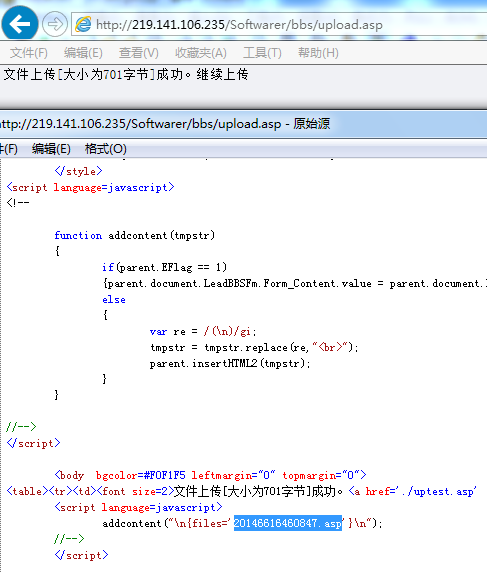 http://219.141.106.235/Softwarer/bbs/upload.asp
文件(F) 编辑(E) 查看(V) 收藏夹(A) 工具(T) 帮助(H)
文件上传[大小为701字节]成功。继续上传
http://219.141.106.235/Softwarer/bbs/upload.asp - 原始源
(F) 编辑(E) 格式(O)
</style>
<script language=javascript>
<!--
function addcontent(tmpstr)
{
if(parent.EFlag == 1)
{parent.document.LeadBBSFm.Form_Content.value = parent.document.
else
{
var re = /(\n)/gi;
tmpstr = tmpstr.replace(re,"<br>");
parent.insertHTML2(tmpstr);
}
}
//-->
</script>
<body bgcolor=#F0F1F5 leftmargin="0" topmargin="0">
<table><tr><td><font size=2>文件上传[大小为701字节]成功。<a href='./uptest.asp'
<script language=javascript>
addcontent("\n{files='20146616460847.asp'}\n");
//-->
</script>